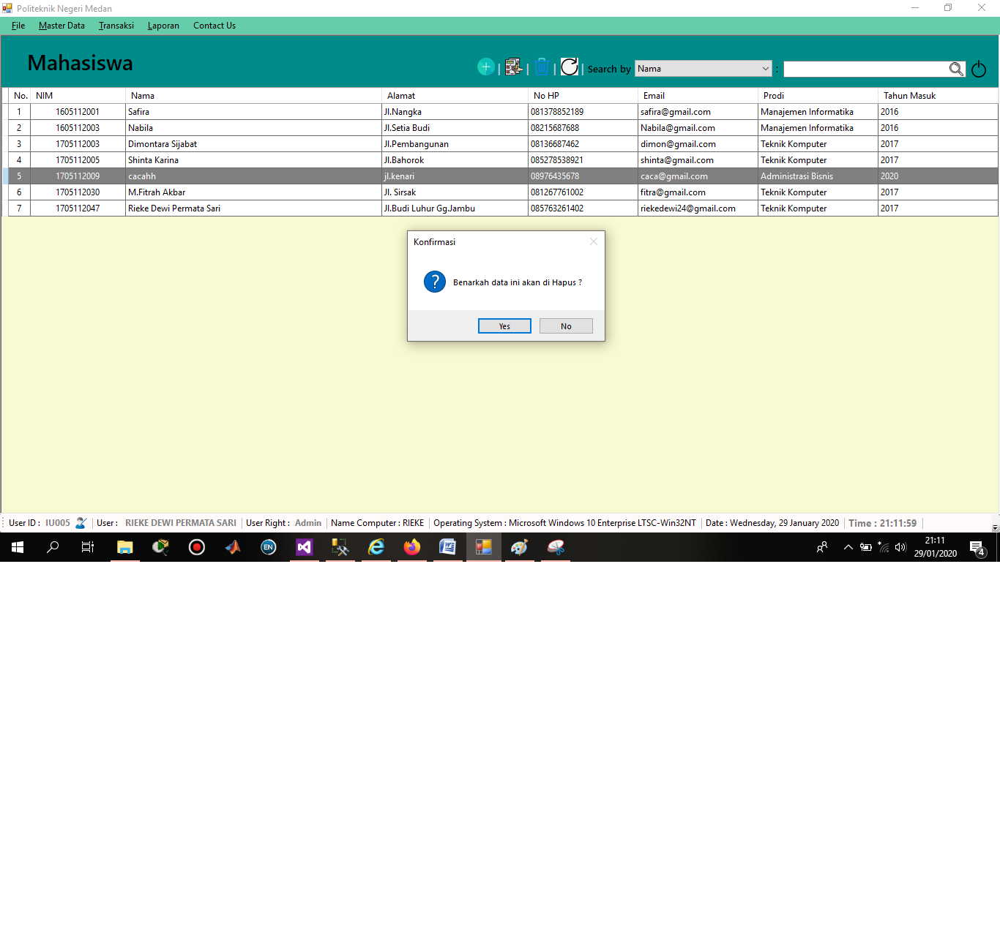 Politeknik Negeri Medan
File Master Data Transaksi Laporan Contact Us
Mahasiswa
| | | | Search by Nama :
No. NIM Nama Alamat No HP Email Prodi Tahun Masuk
1 1605112001 Safira Jl.Nangka 081378852189 safira@gmail.com Manajemen Informatika 2016
2 1605112003 Nabila Jl.Setia Budi 08215687688 Nabila@gmail.com Manajemen Informatika 2016
3 1705112003 Dimontara Sijabat Jl.Pembangunan 08136687462 dimon@gmail.com Teknik Komputer 2017
4 1705112005 Shinta Karina Jl.Bahorok 085278538921 shinta@gmail.com Teknik Komputer 2017
5 1705112009 cacahh jl.kenari 08976435678 caca@gmail.com Administrasi Bisnis 2020
6 1705112030 M.Fitrah Akbar Jl. Sirsak 081267761002 fitra@gmail.com Teknik Komputer 2017
7 1705112047 Rieke Dewi Permata Sari Jl.Budi Luhur Gg.Jambu 085763261402 riekedewi24@gmail.com Teknik Komputer 2017
Konfirmasi
? Benarkah data ini akan di Hapus ?
Yes No
User ID : IU005 User : RIEKE DEWI PERMATA SARI User Right : Admin Name Computer : RIEKE Operating System : Microsoft Windows 10 Enterprise LTSC-Win32NT Date : Wednesday, 29 January 2020 Time : 21:11:59
EN
21:11
29/01/2020
4